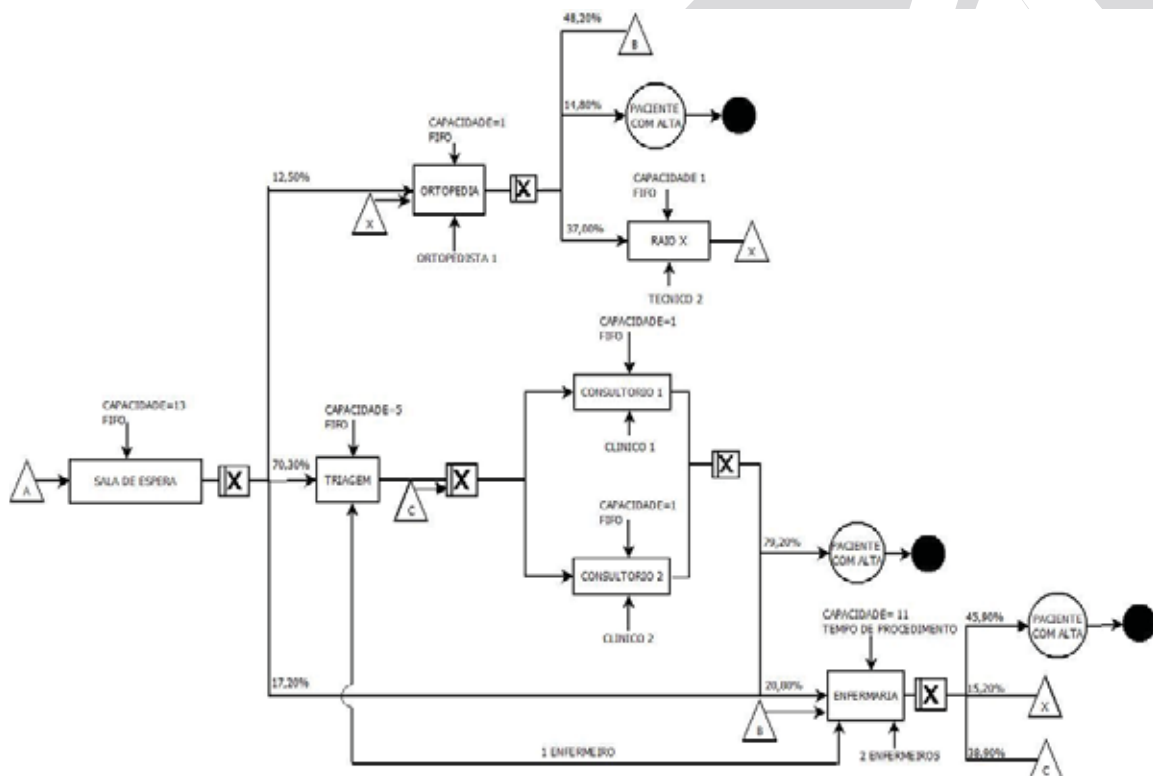 48,20%
B
14,80%
PACIENTE
COM ALTA
CAPACIDADE=1
FIFO
12,50%
ORTOPEDIA
X
X
ORTOPEDISTA 1
CAPACIDADE 1
FIFO
37,00%
RAIO X
X
TECNICO 2
CAPACIDADE=1
FIFO
CONSULTORIO 1
CLINICO 1
CAPACIDADE=13
FIFO
A
SALA DE ESPERA
X
70,30%
CAPACIDADE-5
FIFO
TRIAGEM
C
X
X
CAPACIDADE=1
FIFO
CONSULTORIO 2
CLINICO 2
79,20%
PACIENTE
COM ALTA
CAPACIDADE= 11
TEMPO DE PROCEDIMENTO
17,20%
20,80%
B
ENFERMARIA
X
45,90%
PACIENTE
COM ALTA
15,20%
X
38,90%
C
1 ENFERMEIRO
2 ENFERMEIROS